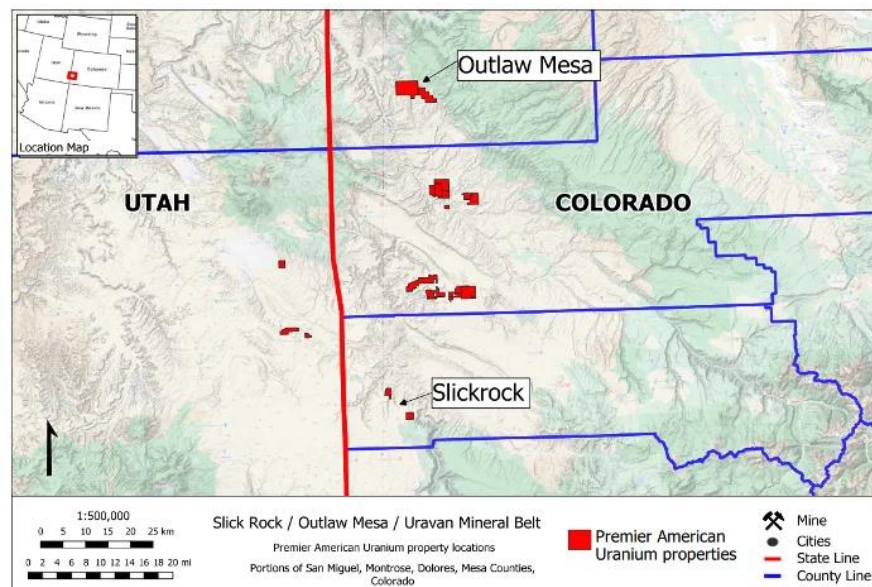 Outlaw Mesa
Location Map
UTAH
COLORADO
Slickrock
1:500,000
0 5 10 15 20 25 km
0 2 4 6 8 10 12 14 16 18 20 mi
Slick Rock / Outlaw Mesa / Uravan Mineral Belt
Premier American Uranium property locations
Portions of San Miguel, Montrose, Dolores, Mesa Counties,
Colorado
Premier American
Uranium properties
Mine
Cities
State Line
County Line